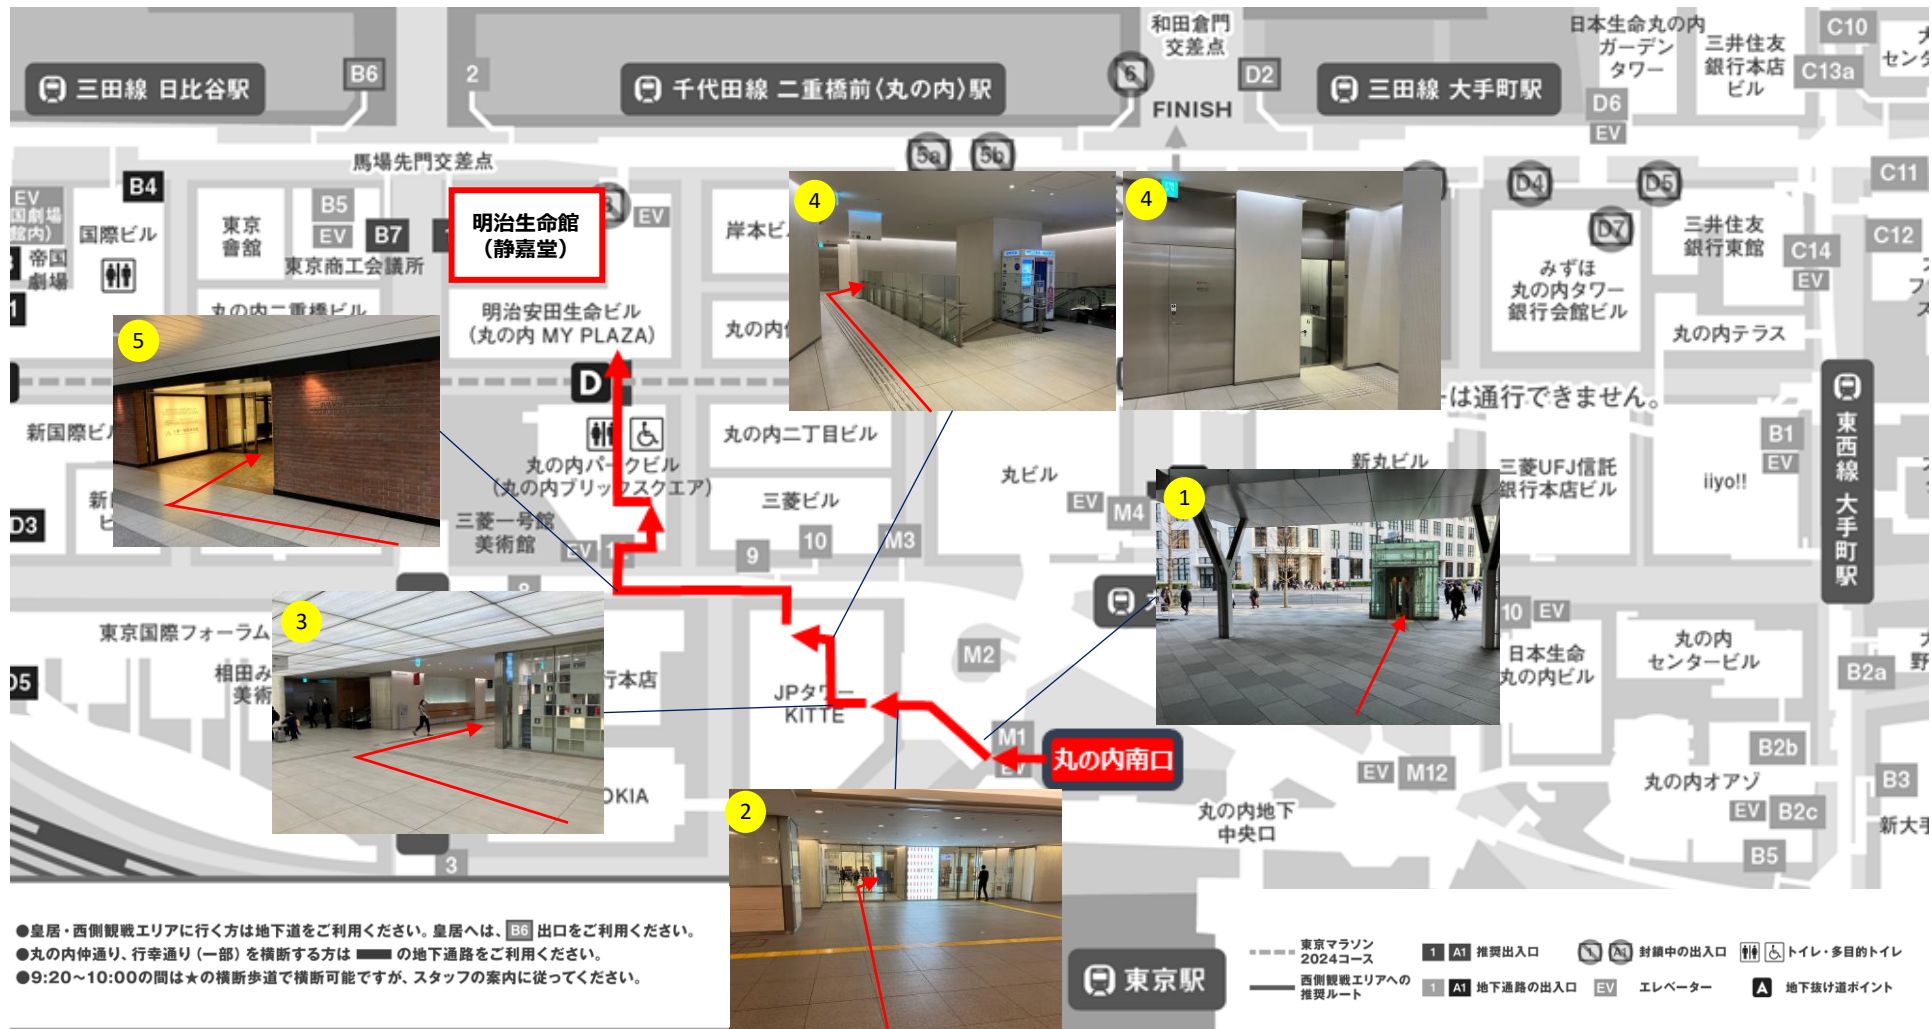 和田倉門
交差点
日本生命丸の内
ガーデン
タワー
三井住友
銀行本店
ビル
C10
センタ
C13a
三田線 日比谷駅
B6
2
千代田線 二重橋前〈丸の内〉駅
6
D2
三田線 大手町駅
D6
EV
FINISH
馬場先門交差点
5a
5b
B4
EV
国際ビル
帝国
劇場
東京
會舘
B5
EV
B7
東京商工会議所
明治生命館
（静嘉堂）
EV
岸本ビ
4
4
D4
D5
D7
C11
C12
三井住友
銀行東館
C14
EV
みずほ
丸の内タワー
銀行会館ビル
丸の内テラス
丸の内二重橋ビル
明治安田生命ビル
(丸の内 MY PLAZA)
丸の内
5
D
は通行できません。
新国際ビ
丸の内パークビル
(丸の内ブリックスクエア)
丸の内二丁目ビル
三菱ビル
丸ビル
新丸ビル
三菱UFJ信託
銀行本店ビル
iiyo!!
B1
EV
東西線 大手町駅
D3
三菱一号館
美術館
EV
9
10
M3
EV
M4
1
3
東京国際フォーラム
相田み
美術
D5
行本店
JPタワー
KITTE
M2
10
EV
日本生命
丸の内ビル
丸の内
センタービル
B2a
M1
EV
丸の内南口
EV
M12
B2b
丸の内オアゾ
EV
B2c
B3
新大手
B5
OKIA
3
2
丸の内地下
中央口
東京駅
●皇居・西側観戦エリアに行く方は地下道をご利用ください。皇居へは、B6 出口をご利用ください。
●丸の内仲通り、行幸通り（一部）を横断する方は の地下通路をご利用ください。
●9:20〜10:00の間は★の横断歩道で横断可能ですが、スタッフの案内に従ってください。
東京マラソン
2024コース
西側観戦エリアへの
推奨ルート
1 A1 推奨出入口
1 A1 地下通路の出入口
1 A1 封鎖中の出入口
EV エレベーター
トイレ・多目的トイレ
A 地下抜け道ポイント